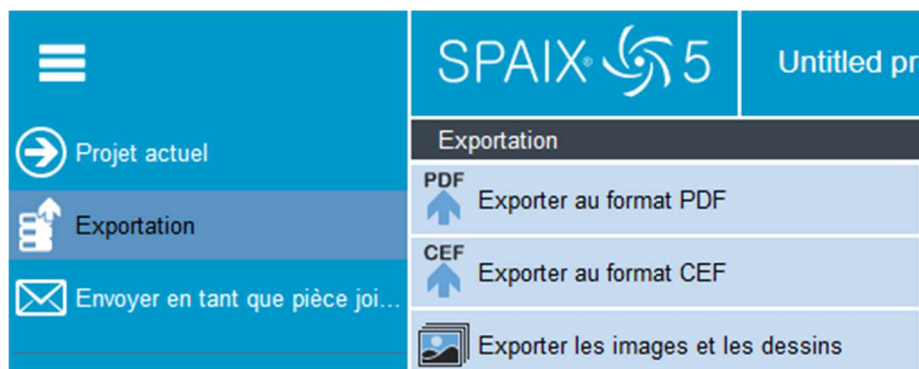 SPAIX® 5
Untitled pr
Projet actuel
Exportation
Envoyer en tant que pièce joi...
Exportation
PDF
Exporter au format PDF
CEF
Exporter au format CEF
Exporter les images et les dessins